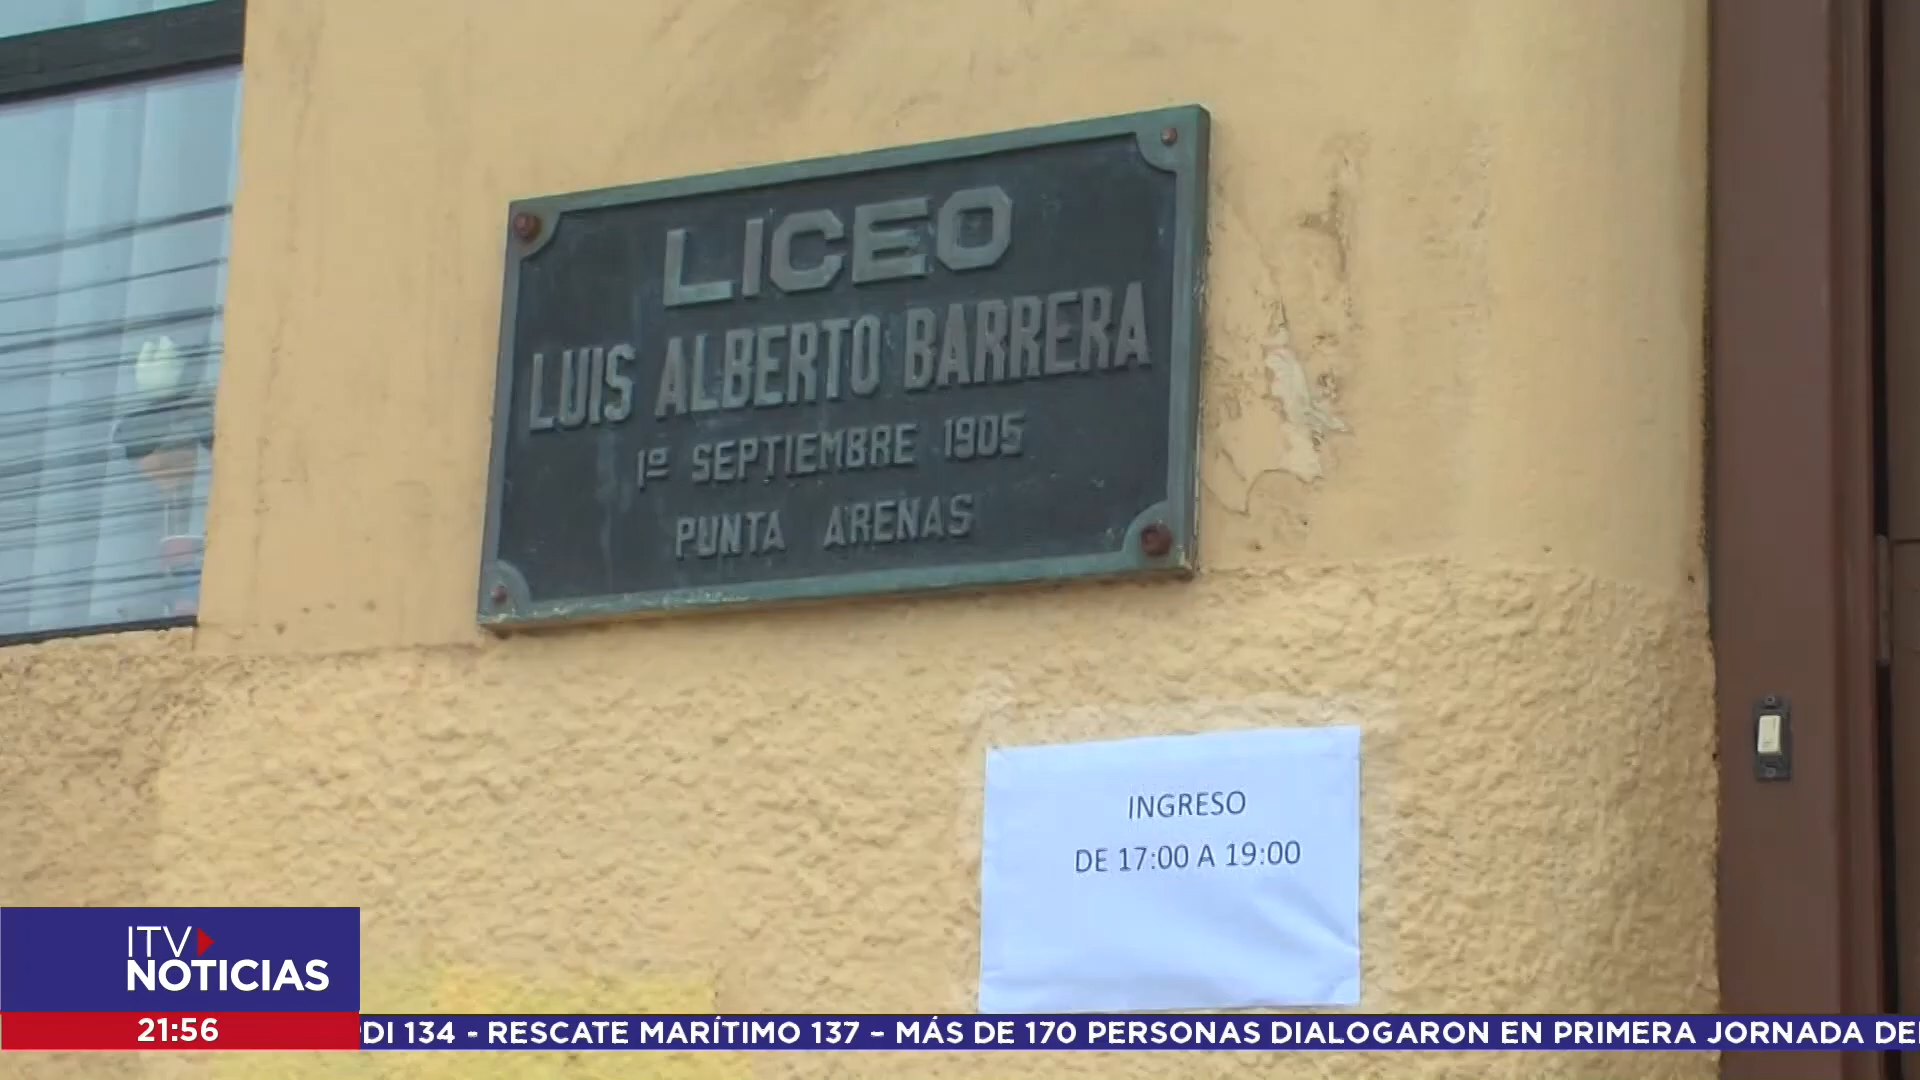 LICEO
LUIS ALBERTO BARRERA
1º SEPTIEMBRE 1905
PUNTA ARENAS
INGRESO
DE 17:00 A 19:00
ITV
NOTICIAS
21:56
PDI 134 - RESCATE MARÍTIMO 137 – MÁS DE 170 PERSONAS DIALOGARON EN PRIMERA JORNADA DE